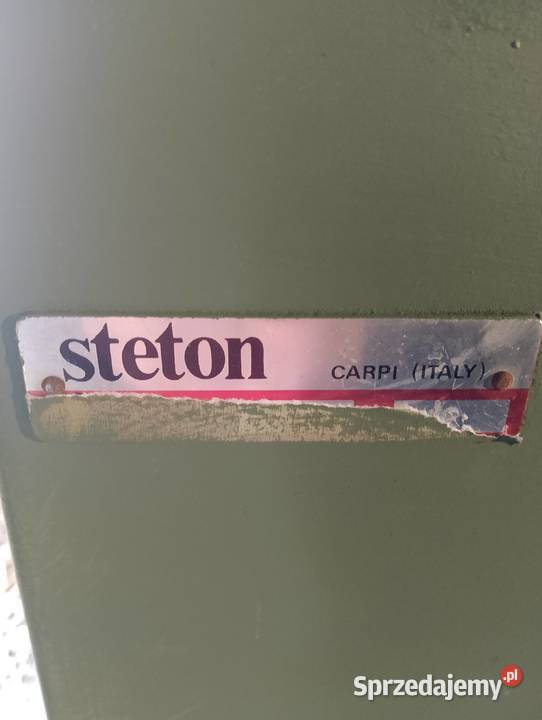 steton CARPI (ITALY)
Sprzedajemy.pl